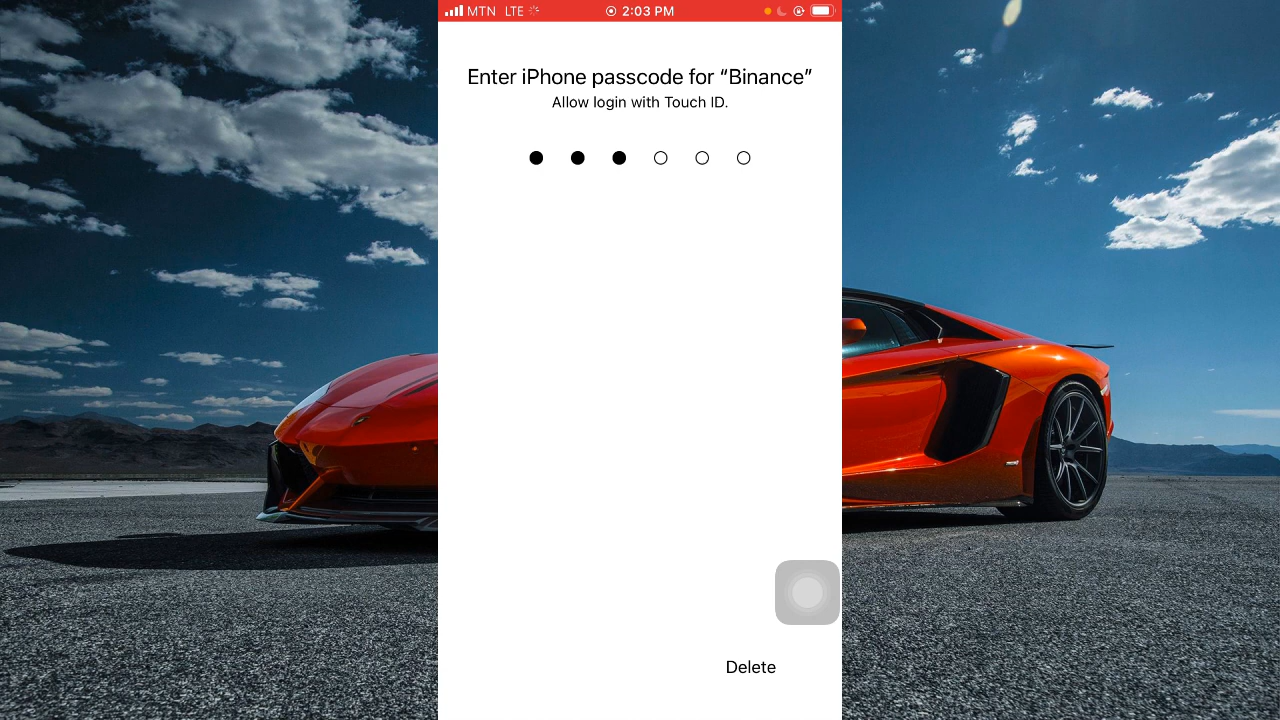 MTN LTE 2:03 PM
Enter iPhone passcode for “Binance”
Allow login with Touch ID.
Delete